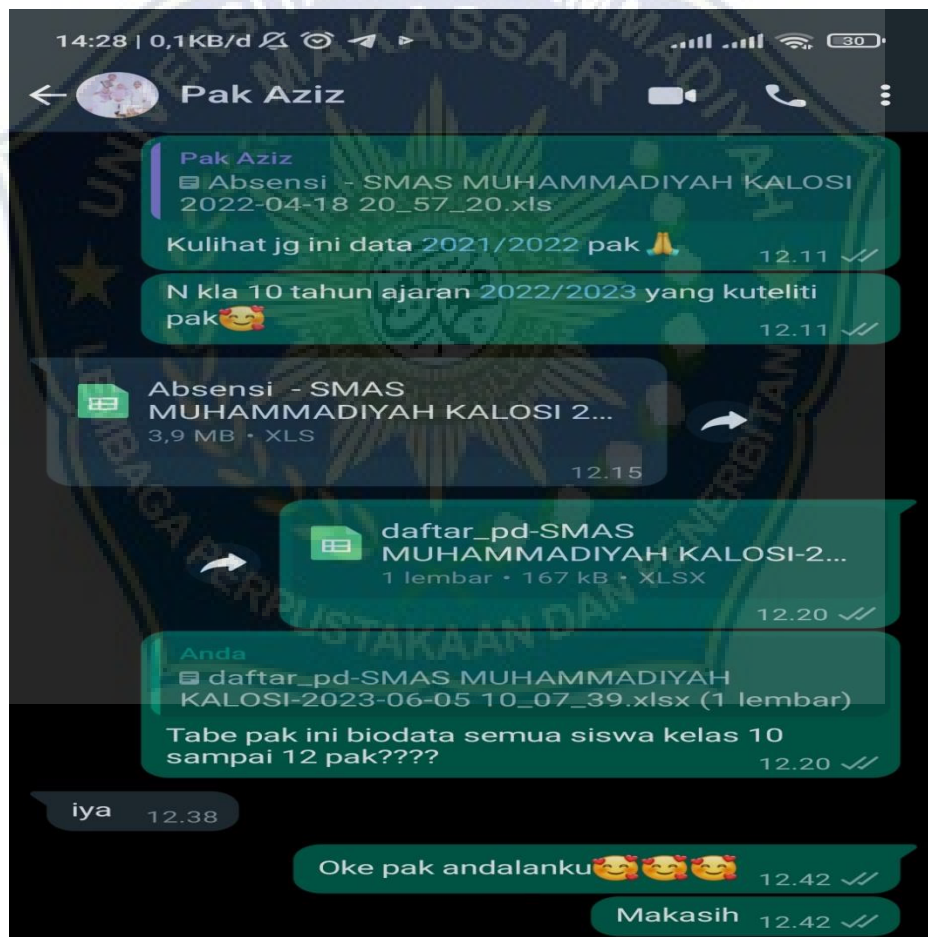 14:28 | 0,1KB/d
30
Pak Aziz
Pak Aziz
Absensi - SMAS MUHAMMADIYAH KALOSI
2022-04-18 20_57_20.xls
Kulihat jg ini data 2021/2022 pak 🙏
12.11
N kla 10 tahun ajaran 2022/2023 yang kuteliti
pak🥰
12.11
Absensi - SMAS
MUHAMMADIYAH KALOSI 2...
3,9 MB • XLS
12.15
daftar_pd-SMAS
MUHAMMADIYAH KALOSI-2...
1 lembar • 167 kB • XLSX
12.20
Anda
daftar_pd-SMAS MUHAMMADIYAH
KALOSI-2023-06-05 10_07_39.xlsx (1 lembar)
Tabe pak ini biodata semua siswa kelas 10
sampai 12 pak????
12.20
iya 12.38
Oke pak andalanku🥰🥰🥰 12.42
Makasih 12.42
MAKASSAR
PERPUSTAKAAN DAN PENERBITAN